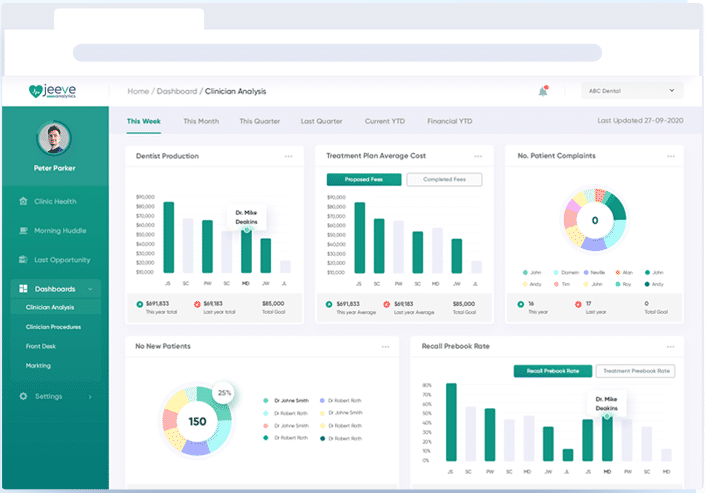 jeeve
analytics
Home / Dashboard / Clinician Analysis
ABC Dental
Peter Parker
Clinic Health
Morning Huddle
Last Opportunity
Dashboards
Clinician Analysis
Clinician Procedures
Front Desk
Markting
Settings
This Week
This Month
This Quarter
Last Quarter
Current YTD
Financial YTD
Last Updated 27-09-2020
Dentist Production
$90,000
$80,000
$70,000
$60,000
$50,000
$40,000
$30,000
$20,000
$10,000
Dr. Mike
Deakins
JS SC PW SC MD JW JL
$691,833
This year total
$69,183
Last year total
$85,000
Total Goal
Treatment Plan Average Cost
Proposed Fees
Completed Fees
$90,000
$80,000
$70,000
$60,000
$50,000
$40,000
$30,000
$20,000
$10,000
JS SC PW SC MD JW JL
$691,833
This year Average
$69,183
Last year Average
$85,000
Total Goal
No. Patient Complaints
0
John Damien Neville Alan John
Andy Tim John Roy Andy
16
This year
17
Last year
0
Total Goal
No New Patients
25%
150
Dr Johne Smith
Dr Robert Roth
Dr Johne Smith
Dr Robert Roth
Dr Robert Roth
Dr Johne Smith
Dr Robert Roth
Dr Robert Roth
Recall Prebook Rate
Recall Prebook Rate
Treatment Preebook Rate
80%
70%
60%
50%
40%
30%
20%
10%
0%
Dr. Mike
Deakins
JS SC PW SC MD JW JL JS MD PW SC MD